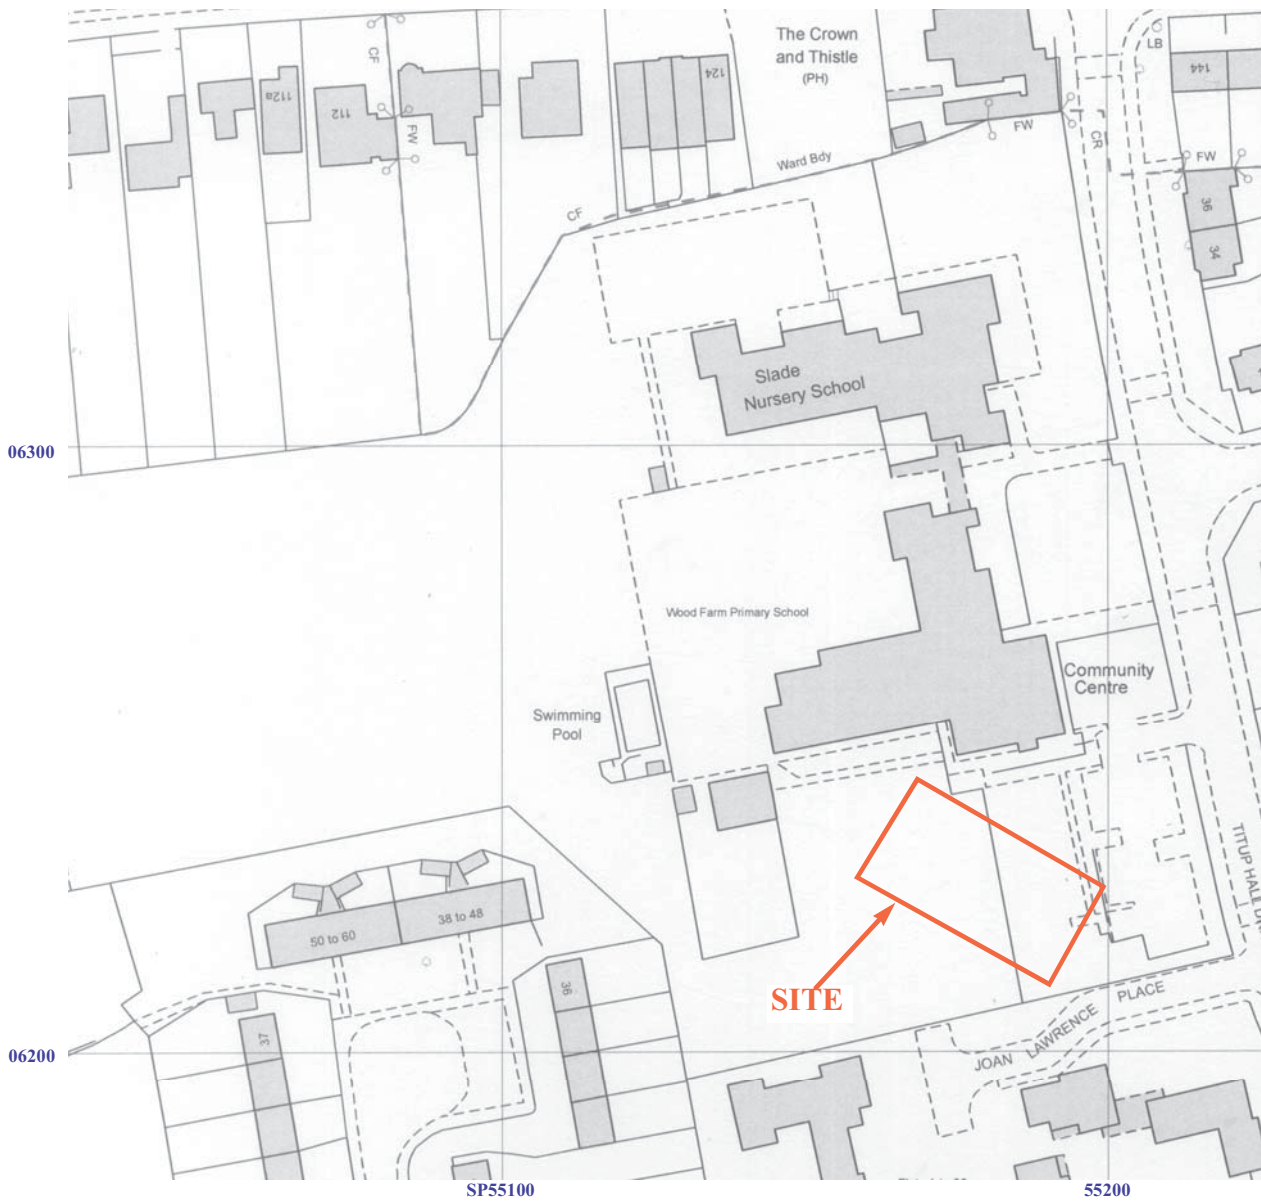 The Crown
and Thistle
(PH)
LB
144
124
CF
112a
112
FW
FW
CR
FW
Ward Bdy
36
CF
34
Slade
Nursery School
06300
Wood Farm Primary School
Community
Centre
Swimming
Pool
TITUP HALL D
38 to 48
50 to 60
36
SITE
PLACE
LAWRENCE
JOAN
37
06200
SP55100
55200